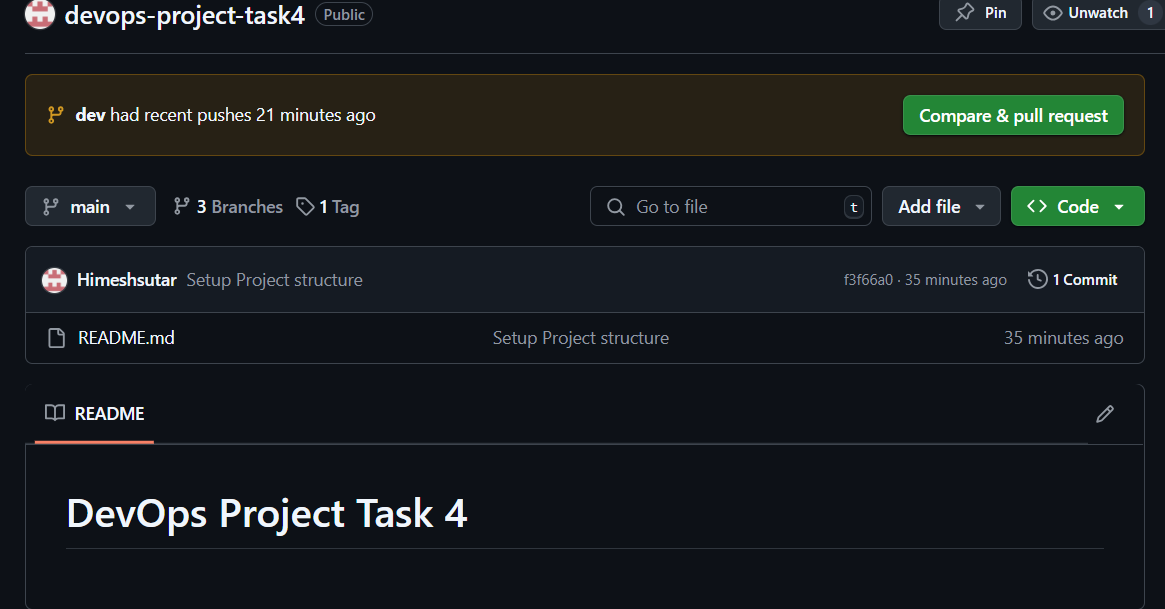 devops-project-task4 Public Pin Unwatch 1
dev had recent pushes 21 minutes ago Compare & pull request
main 3 Branches 1 Tag Go to file t Add file Code
Himeshsutar Setup Project structure f3f66a0 · 35 minutes ago 1 Commit
README.md Setup Project structure 35 minutes ago
README
DevOps Project Task 4